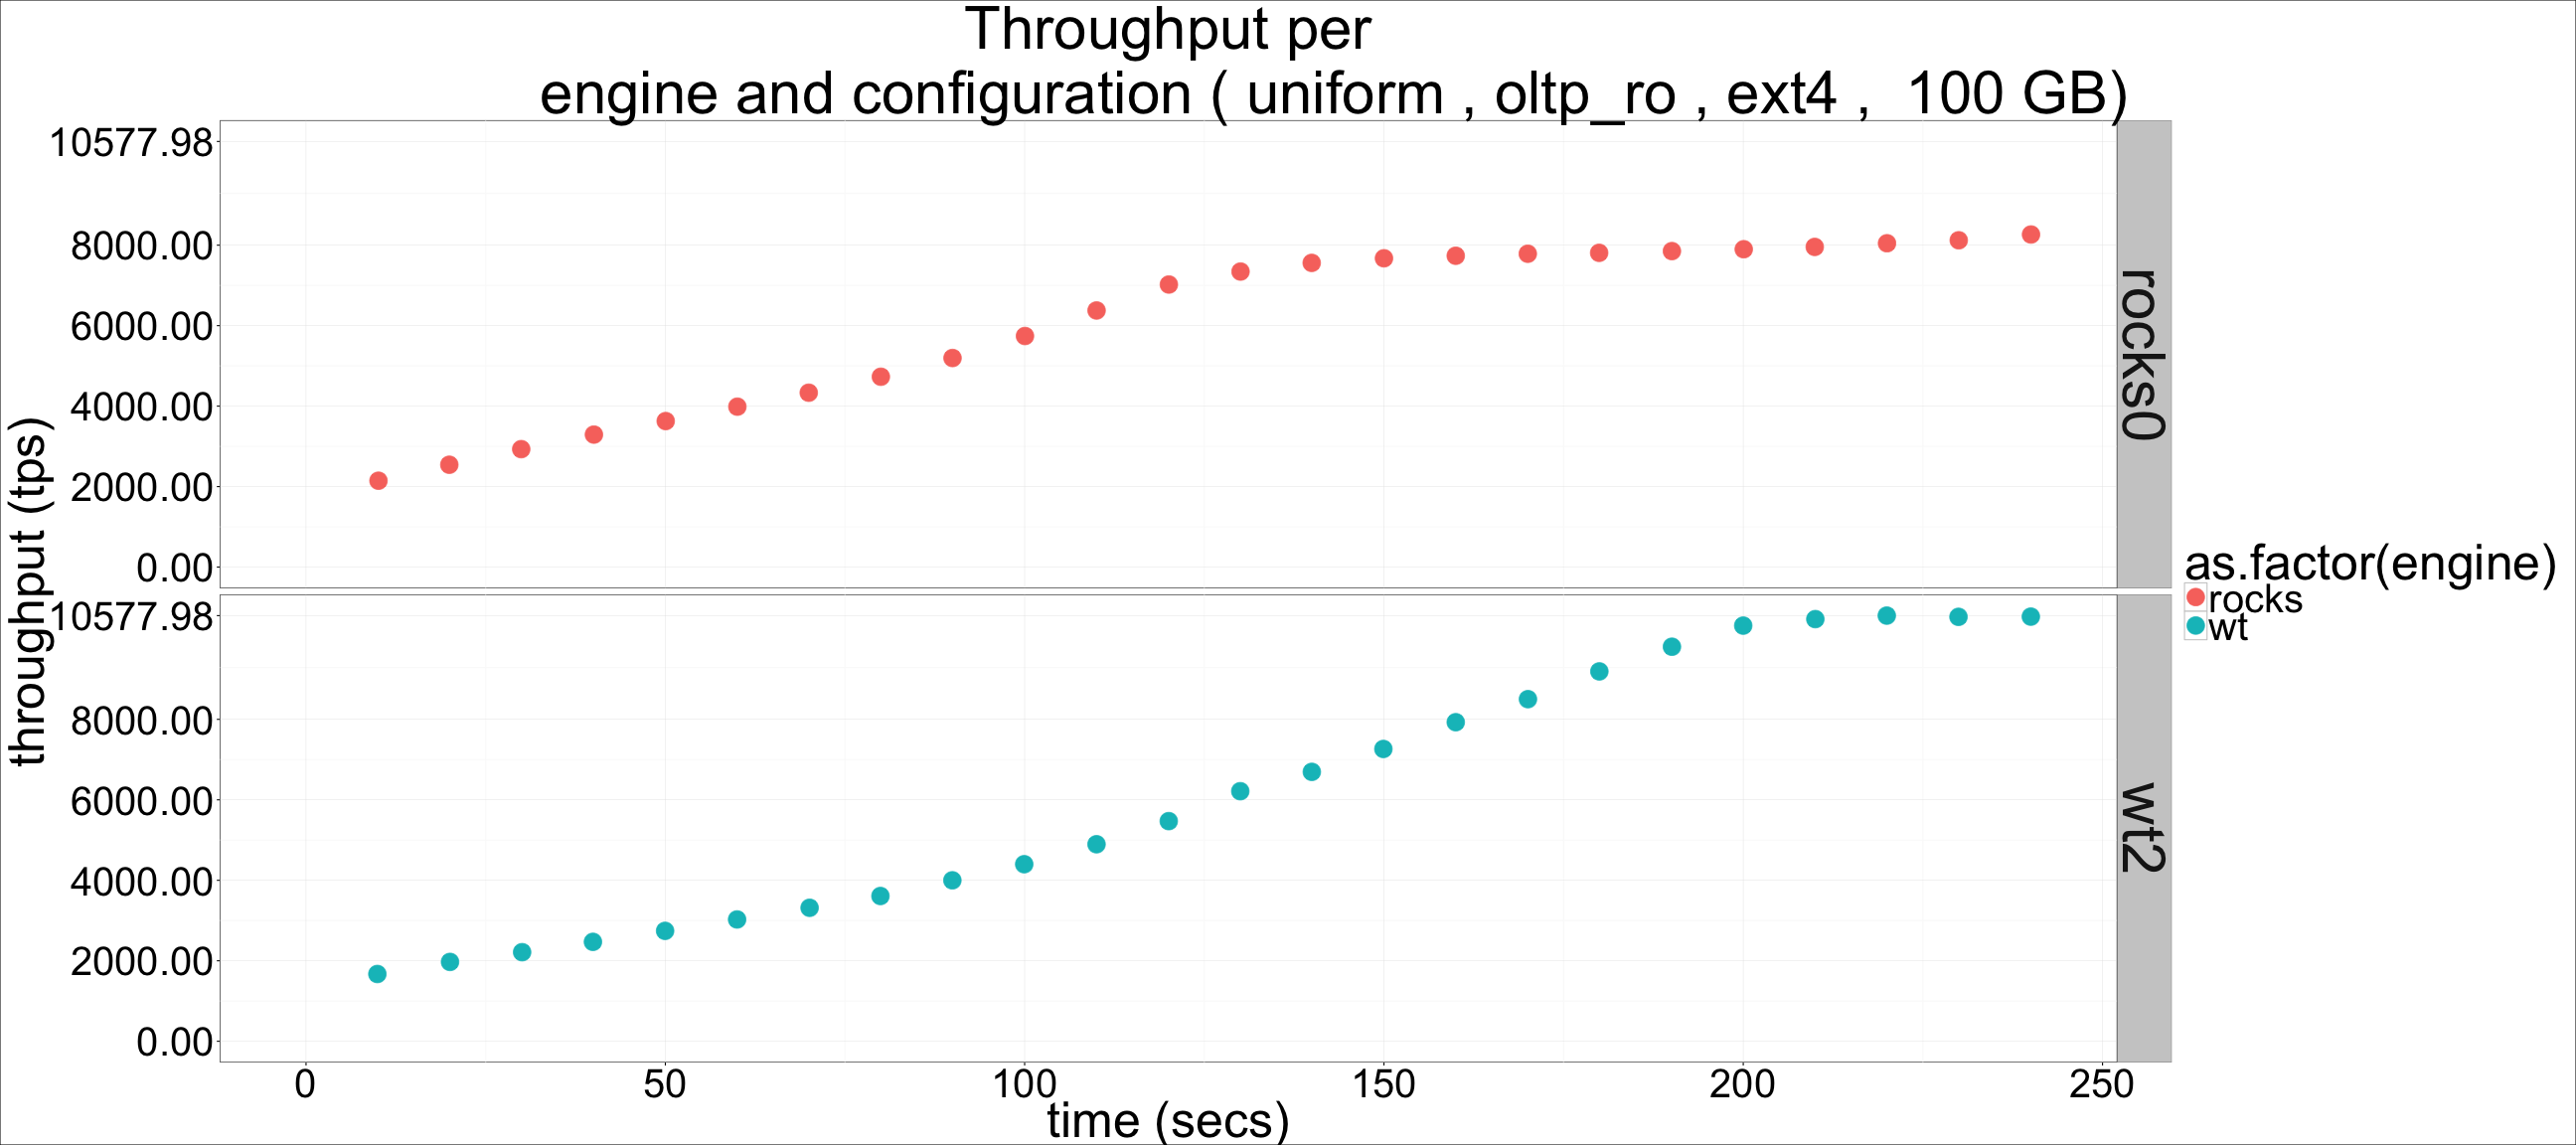 Throughput per
engine and configuration ( uniform , oltp_ro , ext4 ,  100 GB)
throughput (tps)
10577.98
8000.00
6000.00
4000.00
2000.00
0.00
rocks0
10577.98
8000.00
6000.00
4000.00
2000.00
0.00
wt2
0 50 100 150 200 250
time (secs)
as.factor(engine)
rocks
wt